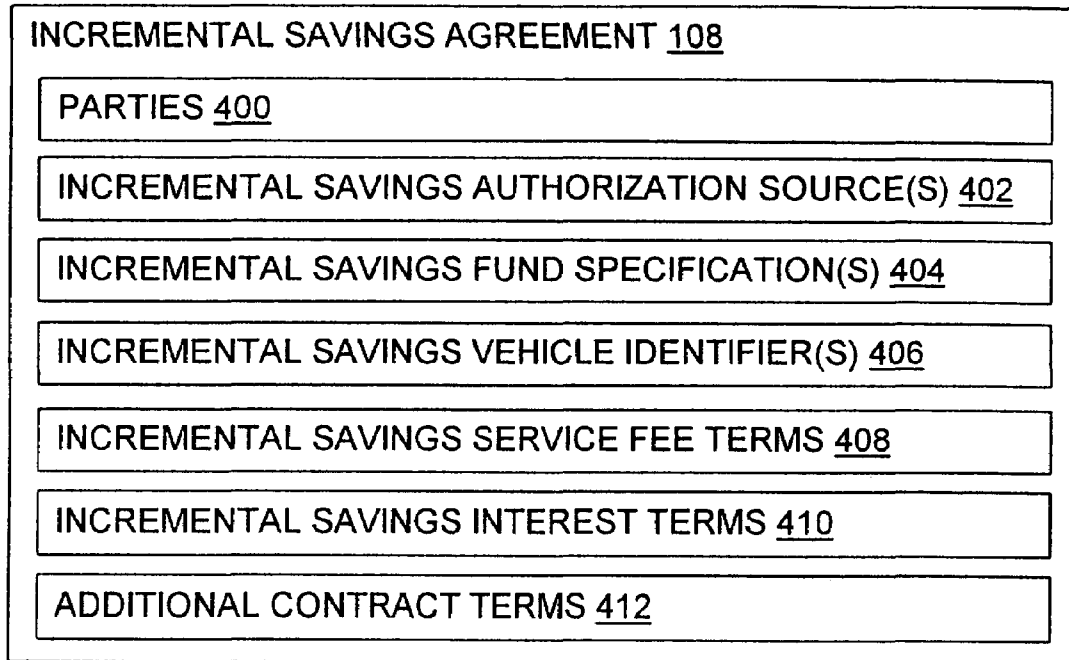 INCREMENTAL SAVINGS AGREEMENT 108
PARTIES 400
INCREMENTAL SAVINGS AUTHORIZATION SOURCE(S) 402
INCREMENTAL SAVINGS FUND SPECIFICATION(S) 404
INCREMENTAL SAVINGS VEHICLE IDENTIFIER(S) 406
INCREMENTAL SAVINGS SERVICE FEE TERMS 408
INCREMENTAL SAVINGS INTEREST TERMS 410
ADDITIONAL CONTRACT TERMS 412